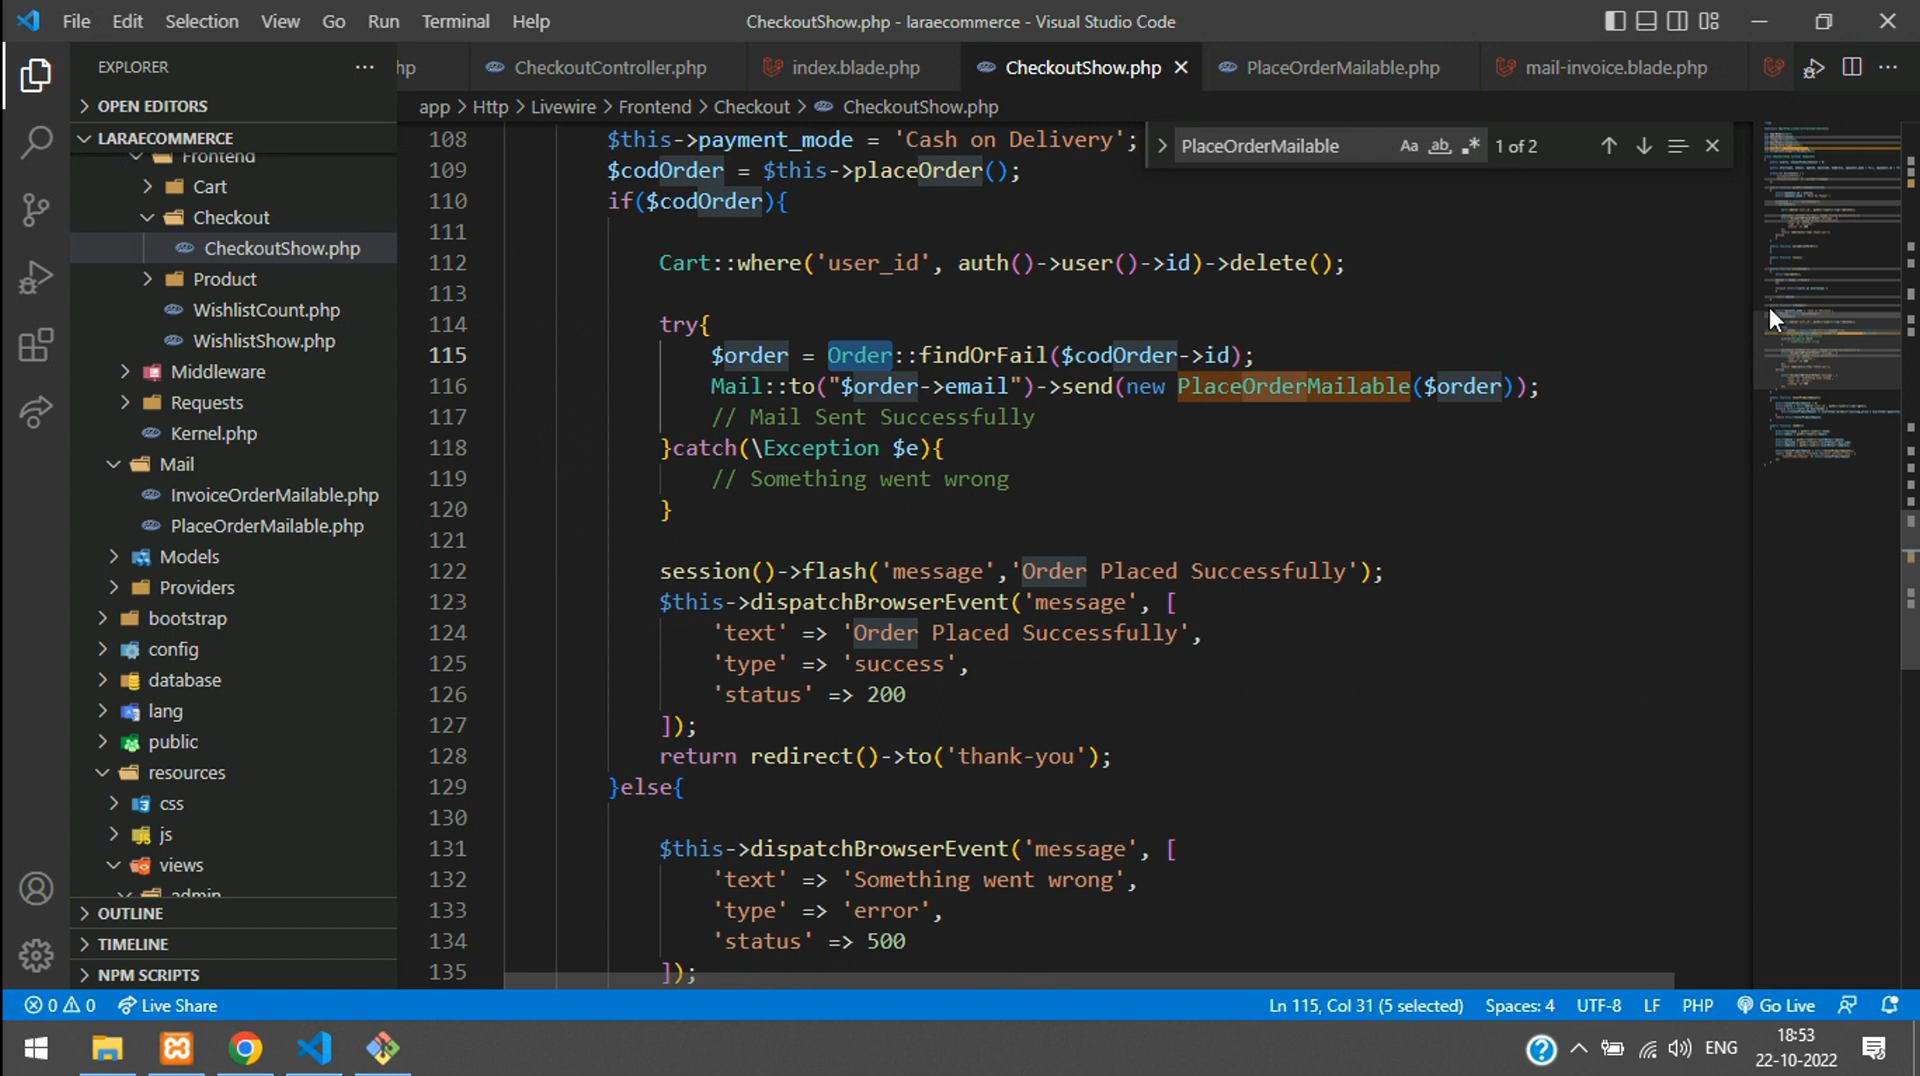 File Edit Selection View Go Run Terminal Help
CheckoutShow.php - laraecommerce - Visual Studio Code
EXPLORER
hp
CheckoutController.php
index.blade.php
CheckoutShow.php
PlaceOrderMailable.php
mail-invoice.blade.php
app > Http > Livewire > Frontend > Checkout > CheckoutShow.php
OPEN EDITORS
LARAECOMMERCE
Frontend
Cart
Checkout
CheckoutShow.php
Product
WishlistCount.php
WishlistShow.php
Middleware
Requests
Kernel.php
Mail
InvoiceOrderMailable.php
PlaceOrderMailable.php
Models
Providers
bootstrap
config
database
lang
public
resources
css
js
views
admin
OUTLINE
TIMELINE
NPM SCRIPTS
PlaceOrderMailable Aa ab 1 of 2
108 $this->payment_mode = 'Cash on Delivery';
109 $codOrder = $this->placeOrder();
110 if($codOrder){
111
112 Cart::where('user_id', auth()->user()->id)->delete();
113
114 try{
115 $order = Order::findOrFail($codOrder->id);
116 Mail::to("$order->email")->send(new PlaceOrderMailable($order));
117 // Mail Sent Successfully
118 }catch(\Exception $e){
119 // Something went wrong
120 }
121
122 session()->flash('message','Order Placed Successfully');
123 $this->dispatchBrowserEvent('message', [
124 'text' => 'Order Placed Successfully',
125 'type' => 'success',
126 'status' => 200
127 ]);
128 return redirect()->to('thank-you');
129 }else{
130
131 $this->dispatchBrowserEvent('message', [
132 'text' => 'Something went wrong',
133 'type' => 'error',
134 'status' => 500
135 ]);
0 0 Live Share
Ln 115, Col 31 (5 selected) Spaces: 4 UTF-8 LF PHP Go Live
ENG
18:53
22-10-2022